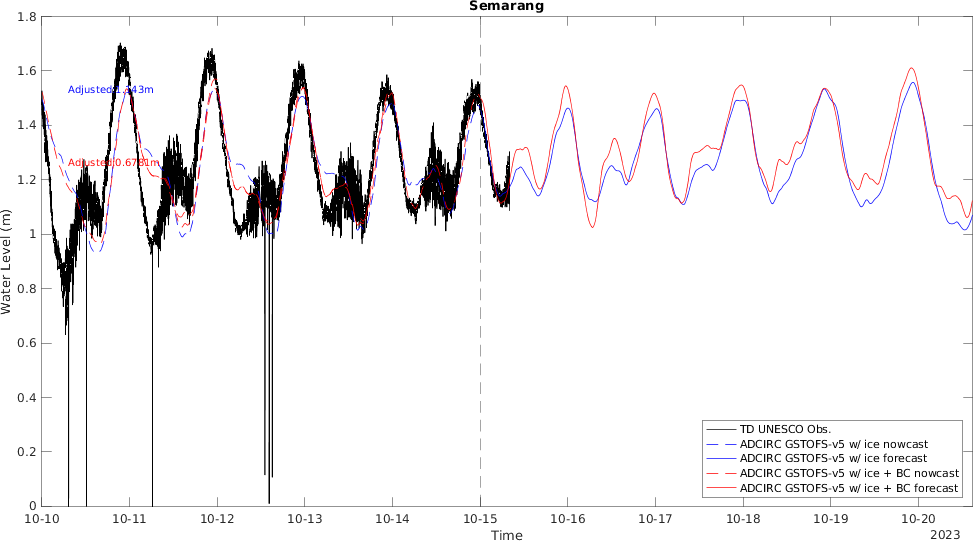 Semarang
1.8
1.6
1.4
1.2
1
0.8
0.6
0.4
0.2
0
Water Level (m)
Adjusted
Adjusted
10-10
10-11
10-12
10-13
10-14
10-15
10-16
10-17
10-18
10-19
10-20
Time
2023
TD UNESCO Obs.
ADCIRC GSTOFS-v5 w/ ice nowcast
ADCIRC GSTOFS-v5 w/ ice forecast
ADCIRC GSTOFS-v5 w/ ice + BC nowcast
ADCIRC GSTOFS-v5 w/ ice + BC forecast